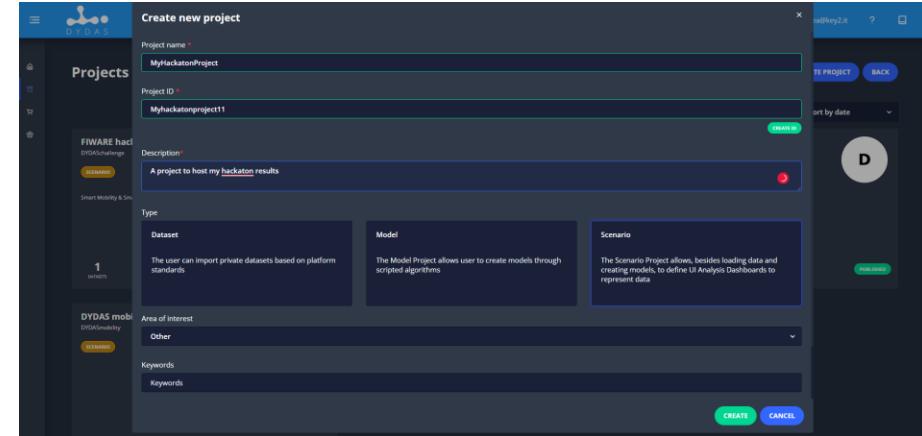 DYDAS
Create new project
×
?
Projects
TE PROJECT
BACK
Project name *
MyHackatonProject
Project ID *
Myhackatonproject11
CREATE ID
ort by date
FIWARE hacl
DYDASchallenge
SCENARIO
Description*
A project to host my hackaton results
D
Smart Mobility & Sm
Type
Dataset
The user can import private datasets based on platform
standards
Model
The Model Project allows user to create models through
scripted algorithms
Scenario
The Scenario Project allows, besides loading data and
creating models, to define UI Analysis Dashboards to
represent data
1
PUBLISHED
DYDAS mobi
DYDASmobility
SCENARIO
Area of interest
Other
Keywords
Keywords
CREATE
CANCEL